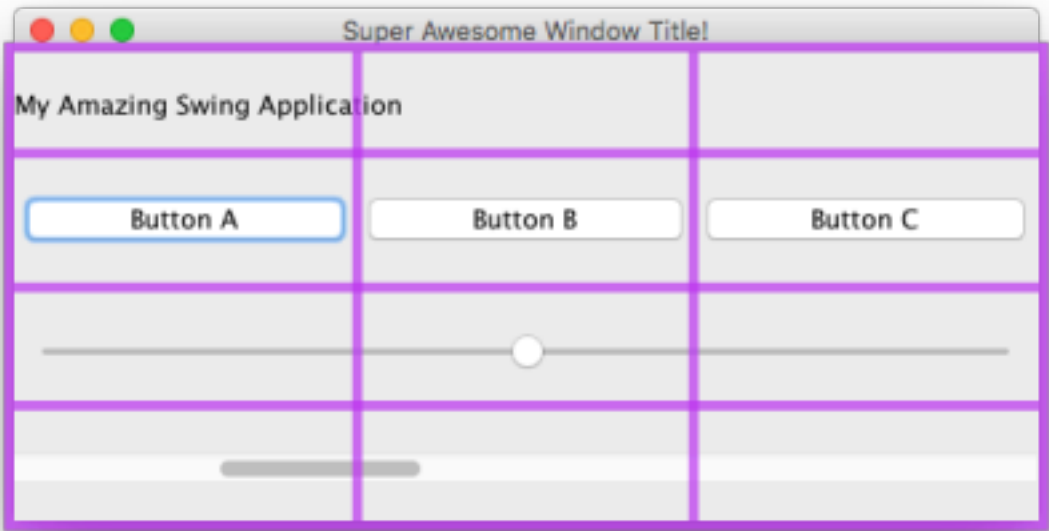 Super Awesome Window Title!
My Amazing Swing Application
Button A Button B Button C